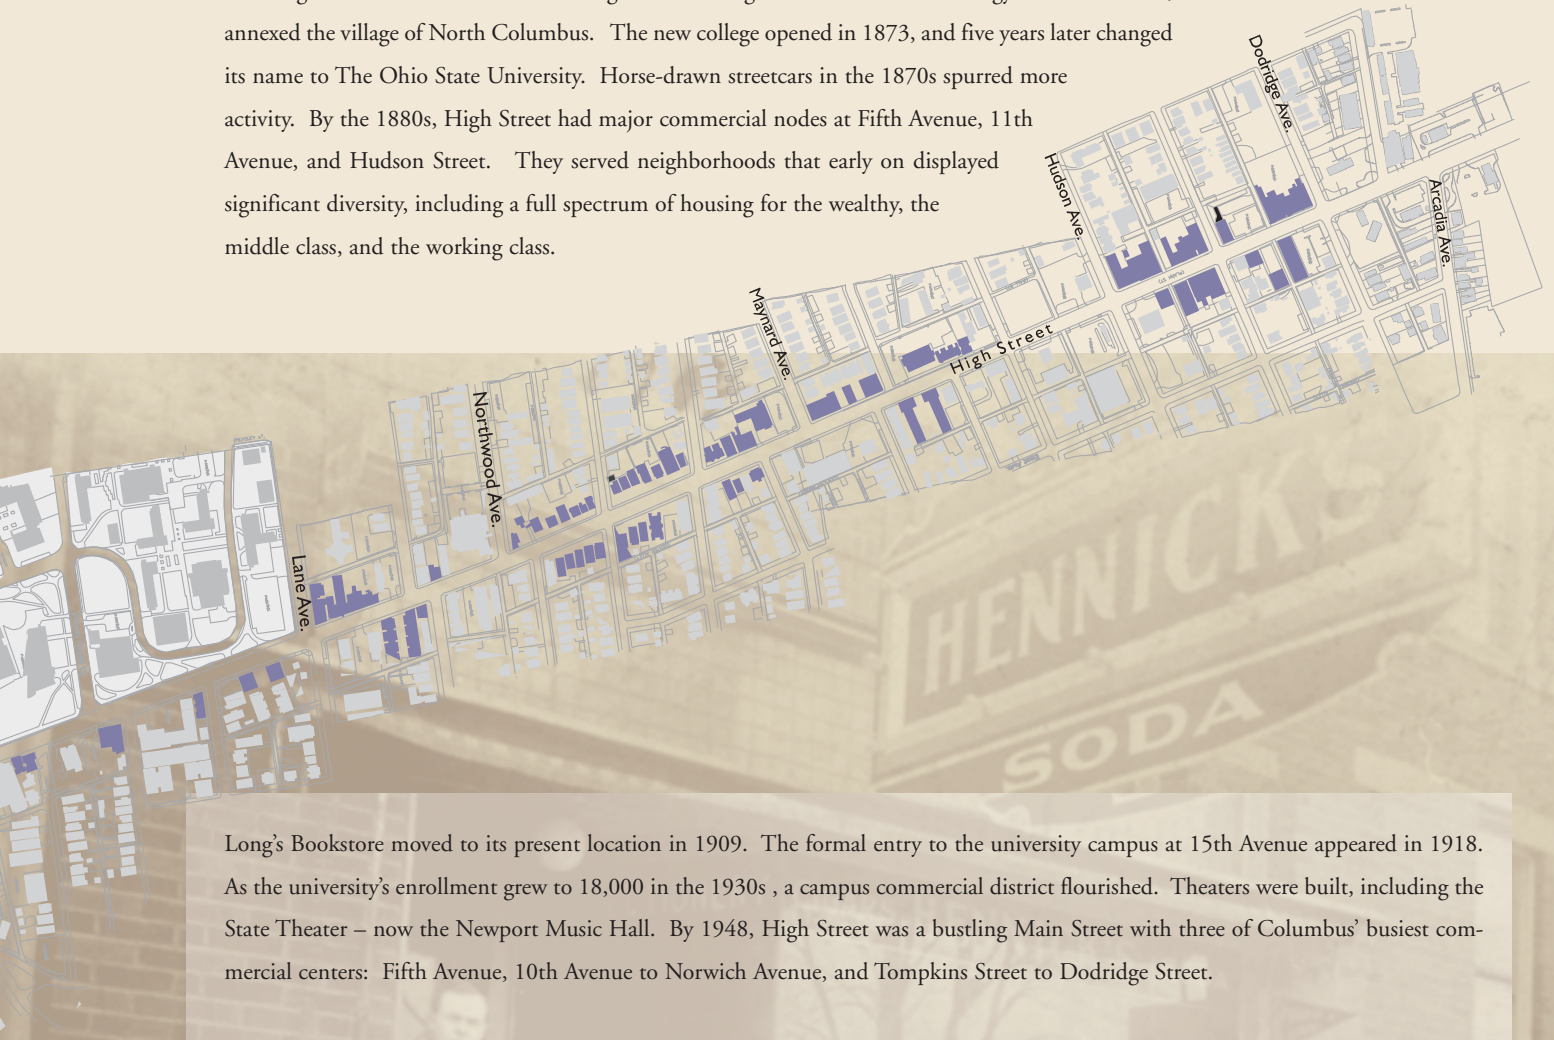 annexed the village of North Columbus. The new college opened in 1873, and five years later changed
its name to The Ohio State University. Horse-drawn streetcars in the 1870s spurred more
activity. By the 1880s, High Street had major commercial nodes at Fifth Avenue, 11th
Avenue, and Hudson Street. They served neighborhoods that early on displayed
significant diversity, including a full spectrum of housing for the wealthy, the
middle class, and the working class.
Dodridge Ave.
Hudson Ave.
Arcadia Ave.
Maynard Ave.
High Street
Northwood Ave.
Lane Ave.
HENNICK
SODA
Long’s Bookstore moved to its present location in 1909. The formal entry to the university campus at 15th Avenue appeared in 1918.
As the university’s enrollment grew to 18,000 in the 1930s , a campus commercial district flourished. Theaters were built, including the
State Theater – now the Newport Music Hall. By 1948, High Street was a bustling Main Street with three of Columbus’ busiest com-
mercial centers: Fifth Avenue, 10th Avenue to Norwich Avenue, and Tompkins Street to Dodridge Street.